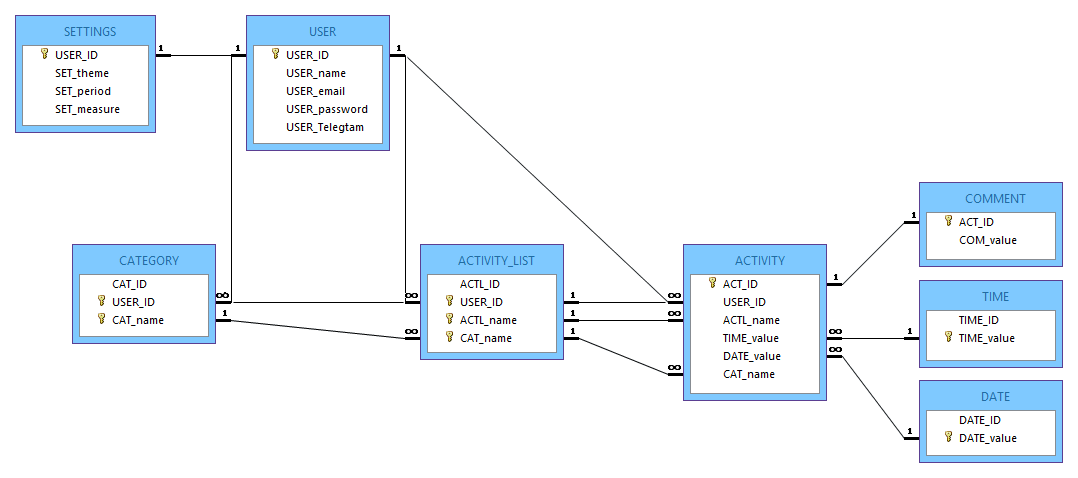 SETTINGS
USER_ID
SET_theme
SET_period
SET_measure
1
1
USER
USER_ID
USER_name
USER_email
USER_password
USER_Telegtam
1
CATEGORY
CAT_ID
USER_ID
CAT_name
∞
1
∞
∞
ACTIVITY_LIST
ACTL_ID
USER_ID
ACTL_name
CAT_name
1
1
1
∞
∞
∞
ACTIVITY
ACT_ID
USER_ID
ACTL_name
TIME_value
DATE_value
CAT_name
1
∞
∞
1
COMMENT
ACT_ID
COM_value
1
TIME
TIME_ID
TIME_value
1
DATE
DATE_ID
DATE_value